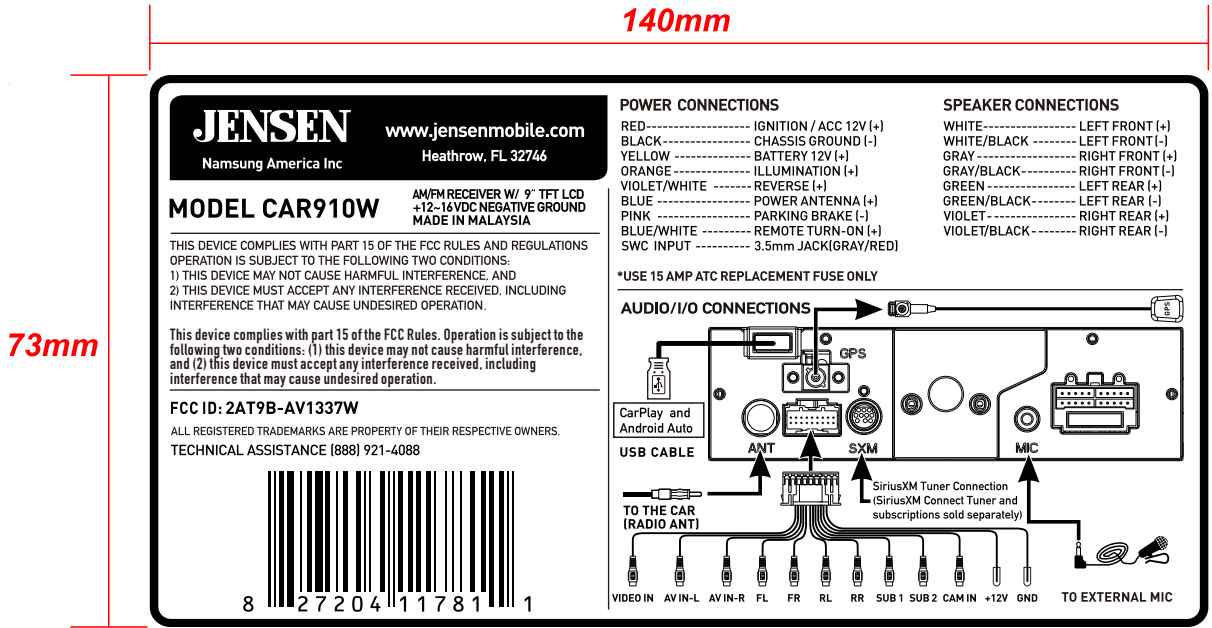 140mm
73mm
JENSEN
Namsung America Inc
www.jensenmobile.com
Heathrow, FL 32746
MODEL CAR910W
AM/FM RECEIVER W/ 9" TFT LCD
+12~16VDC NEGATIVE GROUND
MADE IN MALAYSIA
THIS DEVICE COMPLIES WITH PART 15 OF THE FCC RULES AND REGULATIONS
OPERATION IS SUBJECT TO THE FOLLOWING TWO CONDITIONS:
1) THIS DEVICE MAY NOT CAUSE HARMFUL INTERFERENCE, AND
2) THIS DEVICE MUST ACCEPT ANY INTERFERENCE RECEIVED, INCLUDING
INTERFERENCE THAT MAY CAUSE UNDESIRED OPERATION.
This device complies with part 15 of the FCC Rules. Operation is subject to the
following two conditions: (1) this device may not cause harmful interference,
and (2) this device must accept any interference received, including
interference that may cause undesired operation.
FCC ID: 2AT9B-AV1337W
ALL REGISTERED TRADEMARKS ARE PROPERTY OF THEIR RESPECTIVE OWNERS.
TECHNICAL ASSISTANCE (888) 921-4088
8 27204 11781 1
POWER CONNECTIONS
RED------------------- IGNITION / ACC 12V (+)
BLACK---------------- CHASSIS GROUND (-)
YELLOW -------------- BATTERY 12V (+)
ORANGE-------------- ILLUMINATION (+)
VIOLET/WHITE ------- REVERSE (+)
BLUE ----------------- POWER ANTENNA (+)
PINK ----------------- PARKING BRAKE (-)
BLUE/WHITE --------- REMOTE TURN-ON (+)
SWC INPUT ---------- 3.5mm JACK(GRAY/RED)
*USE 15 AMP ATC REPLACEMENT FUSE ONLY
SPEAKER CONNECTIONS
WHITE----------------- LEFT FRONT (+)
WHITE/BLACK -------- LEFT FRONT(-)
GRAY ------------------ RIGHT FRONT (+)
GRAY/BLACK---------- RIGHT FRONT(-)
GREEN ---------------- LEFT REAR (+)
GREEN/BLACK-------- LEFT REAR (-)
VIOLET---------------- RIGHT REAR (+)
VIOLET/BLACK-------- RIGHT REAR (-)
AUDIO/I/O CONNECTIONS
GPS
GPS
CarPlay and
Android Auto
USB CABLE
ANT
SXM
MIC
TO THE CAR
(RADIO ANT)
SiriusXM Tuner Connection
(SiriusXM Connect Tuner and
subscriptions sold separately)
VIDEO IN AV IN-L AV IN-R FL FR RL RR SUB 1 SUB 2 CAM IN +12V GND
TO EXTERNAL MIC